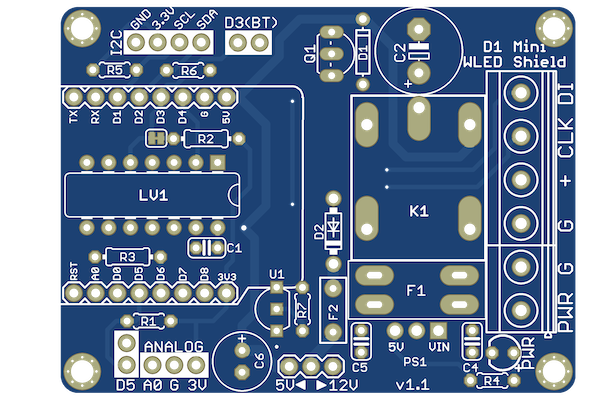 GND
3.3V
SCL
SDA
I2C
D3(BT)
Q1
D1
C2
+
D1 Mini
WLED Shield
R5
R6
TX
RX
D1
D2
D3
D4
G
5V
R2
LV1
C1
R3
RST
A0
D0
D5
D6
D7
D8
3V3
U1
R7
D2
F2
K1
F1
DI
CLK
+
G
G
PWR
R1
ANALOG
D5 A0 G 3V
+
C6
5V ◀ ▶ 12V
C5
5V
VIN
PS1
v1.1
C4
R4
+
PWR